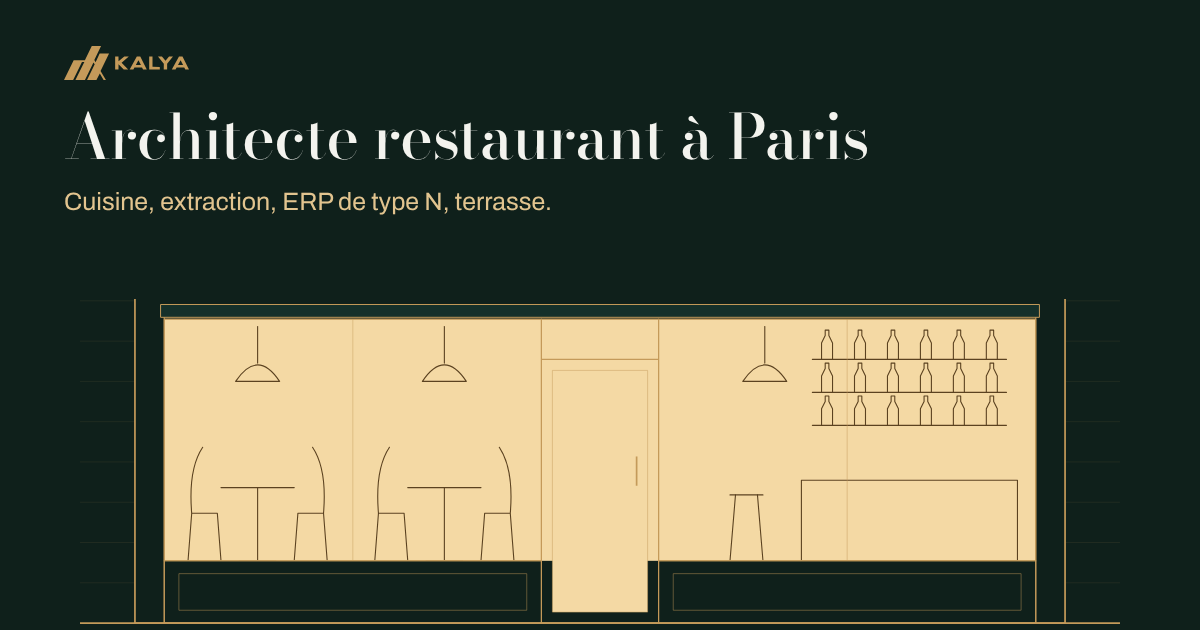 KALYA
Architecte restaurant à Paris
Cuisine, extraction, ERP de type N, terrasse.